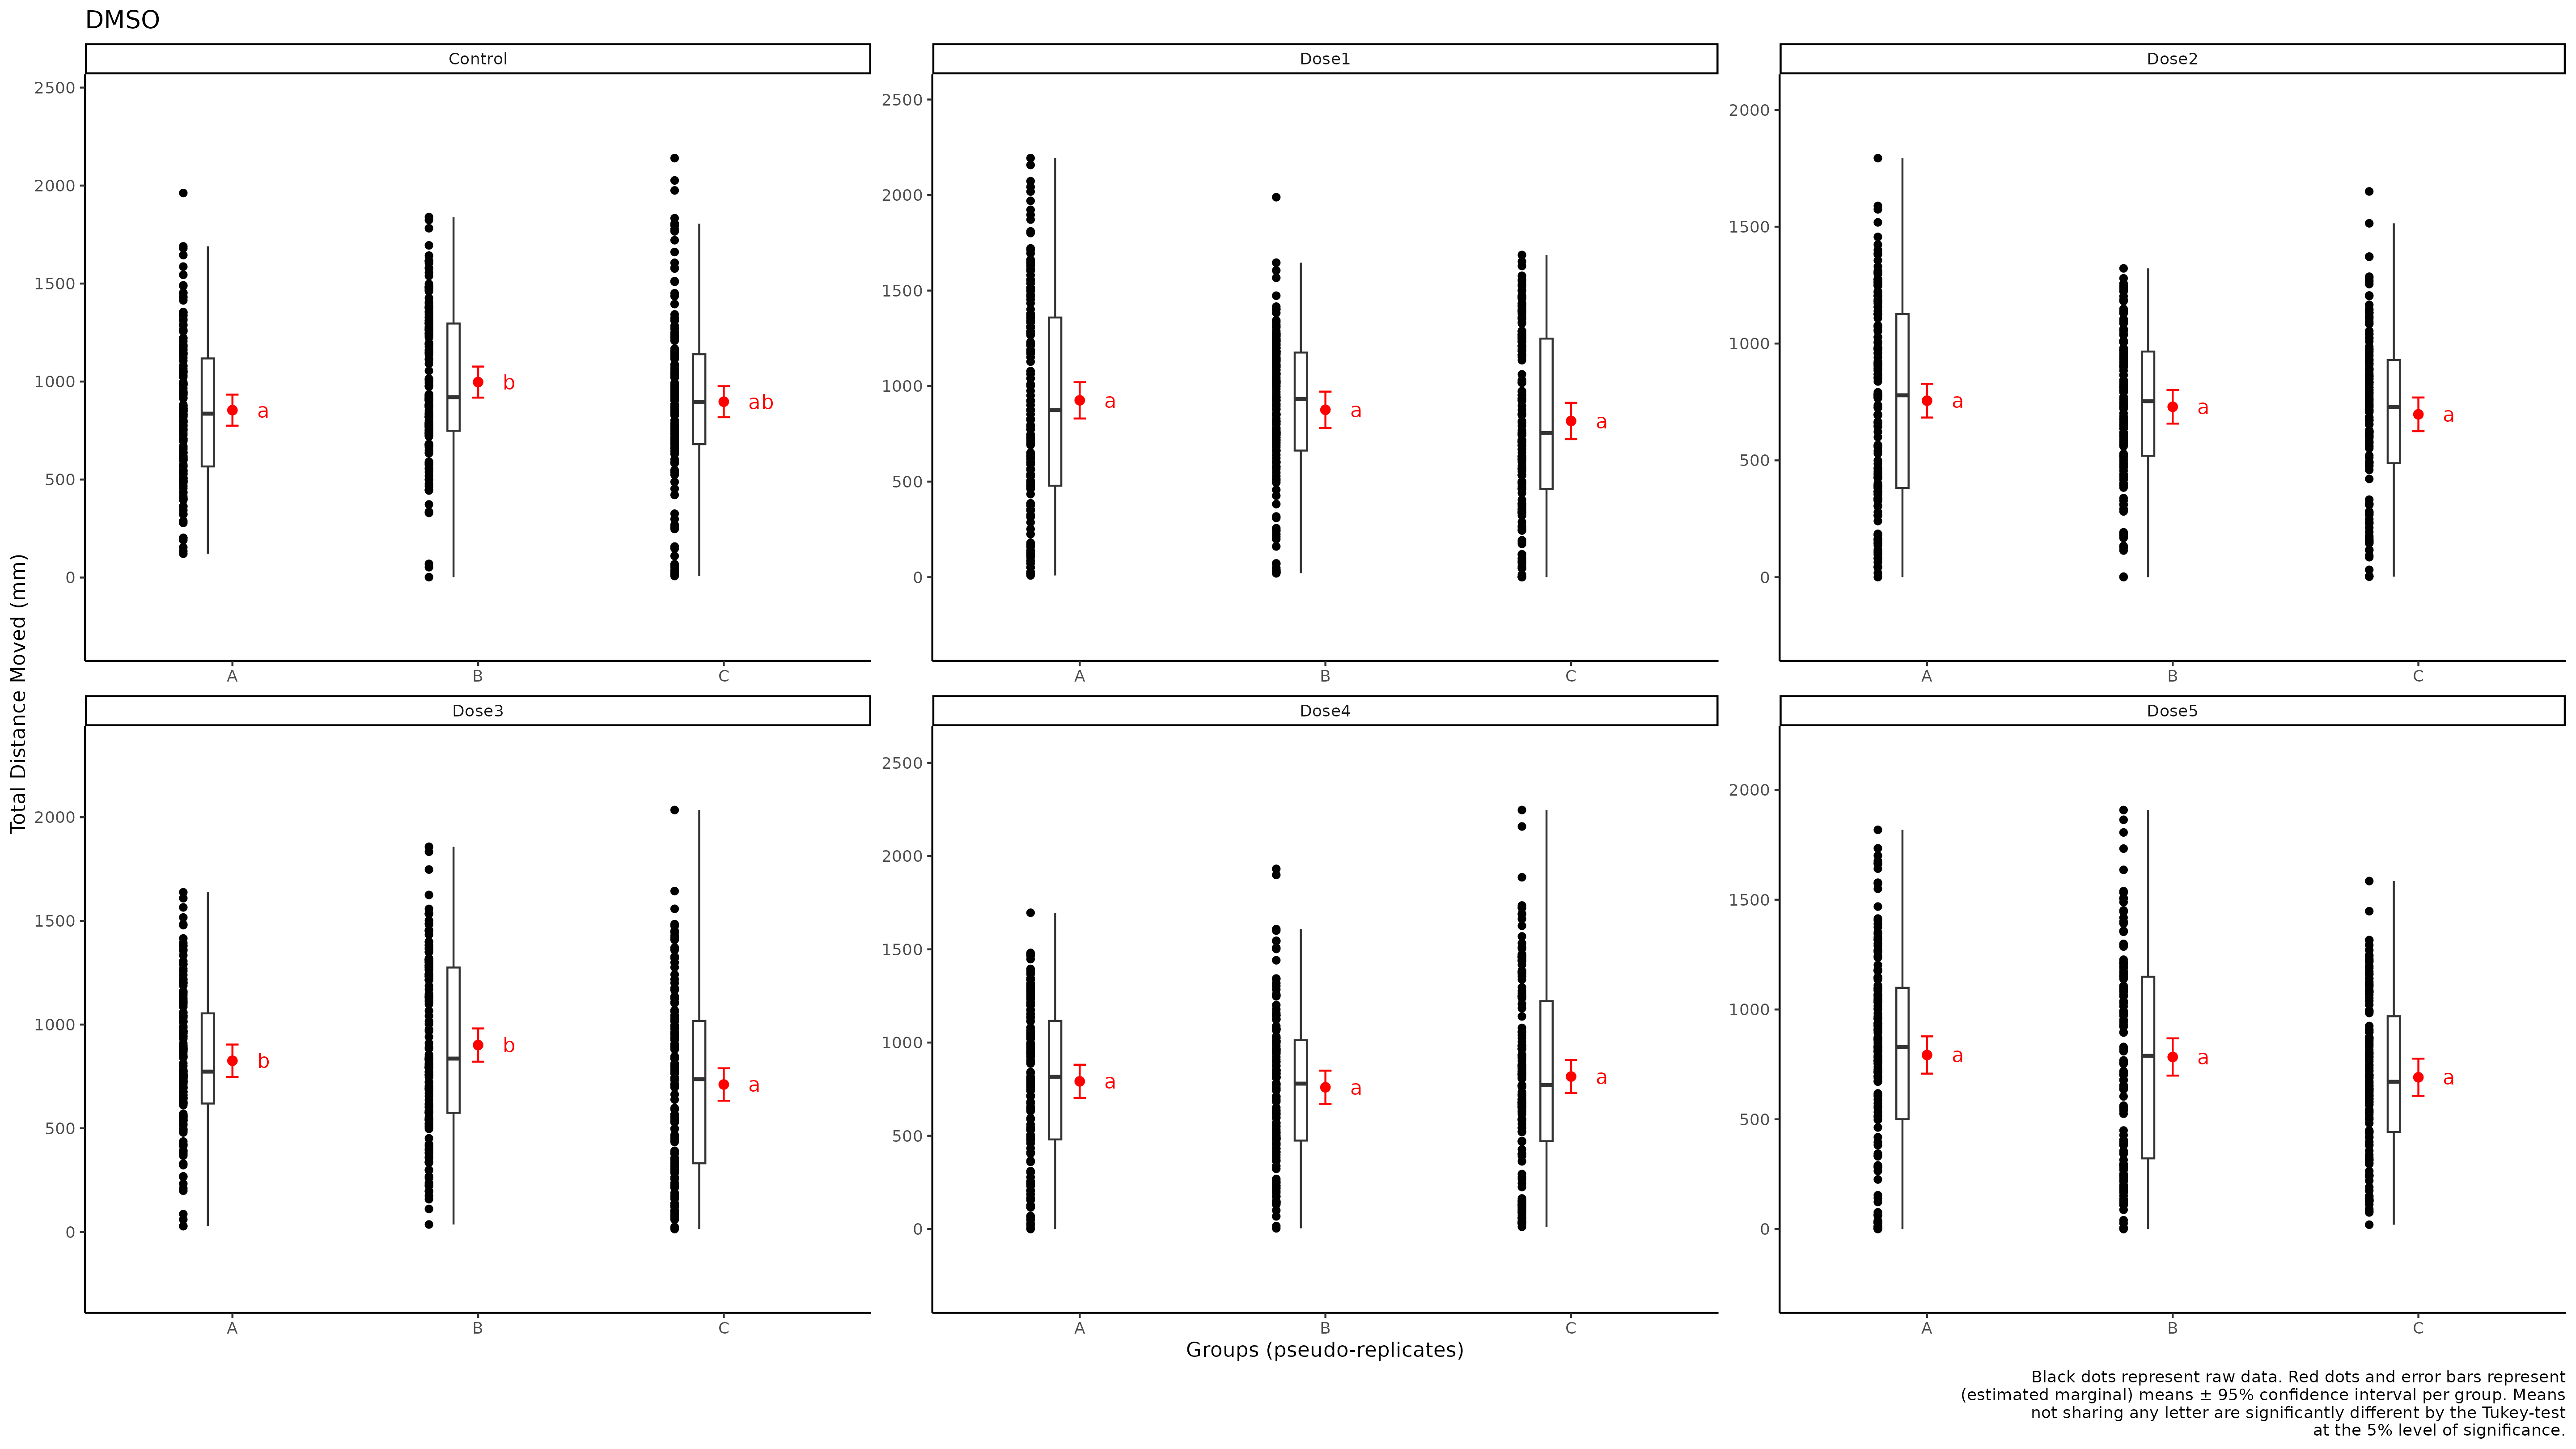 DMSO
Control
Dose1
Dose2
2500
2000
1500
1000
500
0
a
b
ab
A
B
C
2500
2000
1500
1000
500
0
a
a
a
A
B
C
2000
1500
1000
500
0
a
a
a
A
B
C
Total Distance Moved (mm)
Dose3
Dose4
Dose5
2000
1500
1000
500
0
b
b
a
A
B
C
2500
2000
1500
1000
500
0
a
a
a
A
B
C
2000
1500
1000
500
0
a
a
a
A
B
C
Groups (pseudo-replicates)
Black dots represent raw data. Red dots and error bars represent
(estimated marginal) means ± 95% confidence interval per group. Means
not sharing any letter are significantly different by the Tukey-test
at the 5% level of significance.